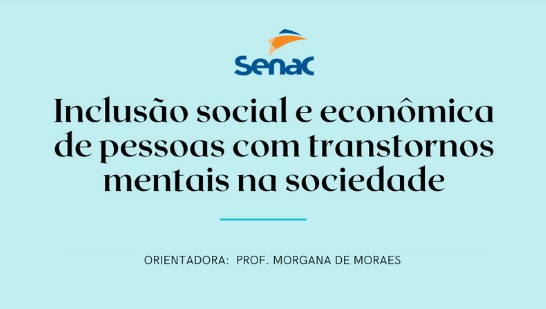 Senac
Inclusão social e econômica
de pessoas com transtornos
mentais na sociedade
ORIENTADORA: PROF. MORGANA DE MORAES